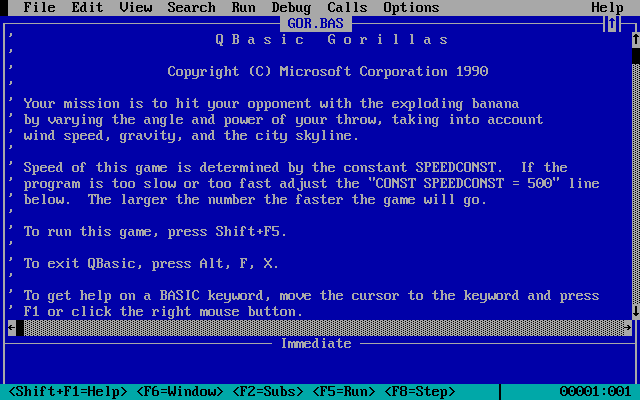 File Edit View Search Run Debug Calls Options Help
GOR.BAS
' Q B a s i c   G o r i l l a s
'
' Copyright (C) Microsoft Corporation 1990
'
' Your mission is to hit your opponent with the exploding banana
' by varying the angle and power of your throw, taking into account
' wind speed, gravity, and the city skyline.
'
' Speed of this game is determined by the constant SPEEDCONST.  If the
' program is too slow or too fast adjust the "CONST SPEEDCONST = 500" line
' below.  The larger the number the faster the game will go.
'
' To run this game, press Shift+F5.
'
' To exit QBasic, press Alt, F, X.
'
' To get help on a BASIC keyword, move the cursor to the keyword and press
' F1 or click the right mouse button.
Immediate
<Shift+F1=Help> <F6=Window> <F2=Subs> <F5=Run> <F8=Step> 00001:001